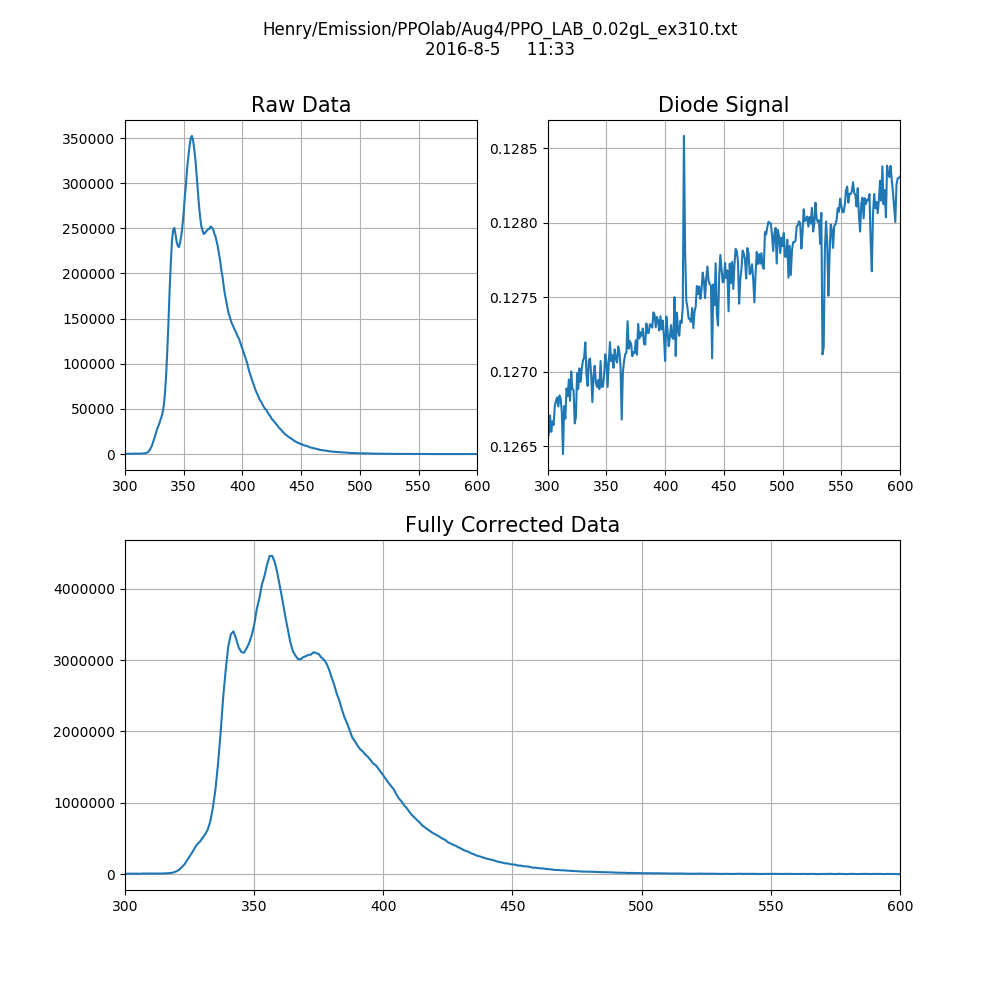 Henry/Emission/PPOlab/Aug4/PPO_LAB_0.02gL_ex310.txt
2016-8-5 11:33
Raw Data
350000
300000
250000
200000
150000
100000
50000
0
300 350 400 450 500 550 600
Diode Signal
0.1285
0.1280
0.1275
0.1270
0.1265
300 350 400 450 500 550 600
Fully Corrected Data
4000000
3000000
2000000
1000000
0
300 350 400 450 500 550 600